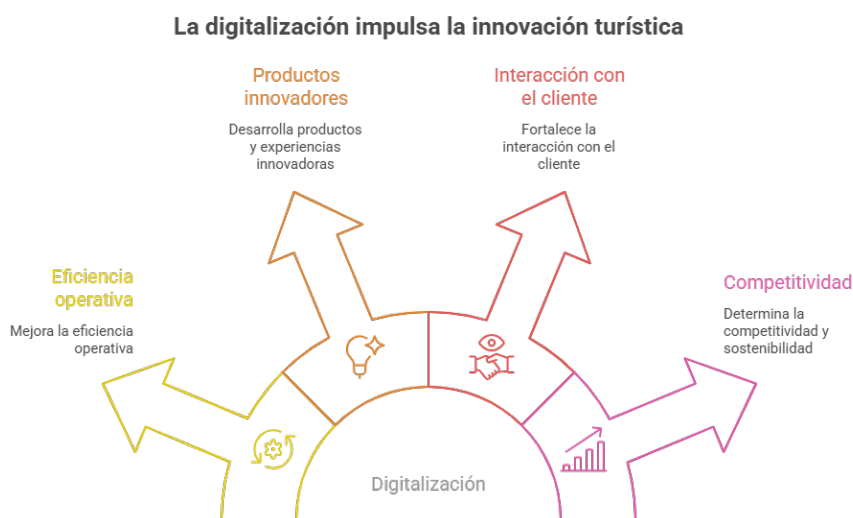 La digitalización impulsa la innovación turística
Productos
innovadores
Desarrolla productos
y experiencias
innovadoras
Interacción con
el cliente
Fortalece la
interacción con el
cliente
Eficiencia
operativa
Mejora la eficiencia
operativa
Competitividad
Determina la
competitividad y
sostenibilidad
Digitalización